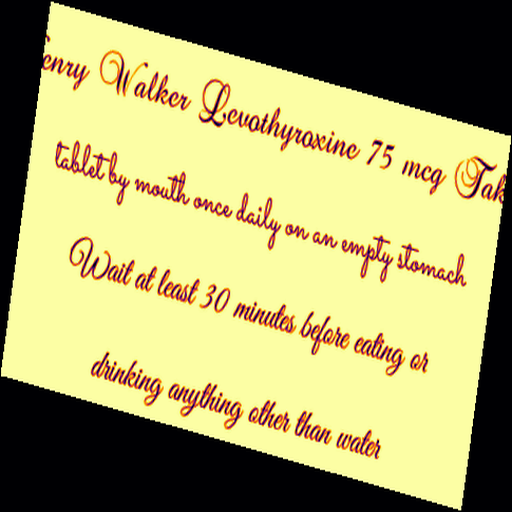 enry Walker Levothyroxine 75 mcg Tak
tablet by mouth once daily on an empty stomach
Wait at least 30 minutes before eating or
drinking anything other than water